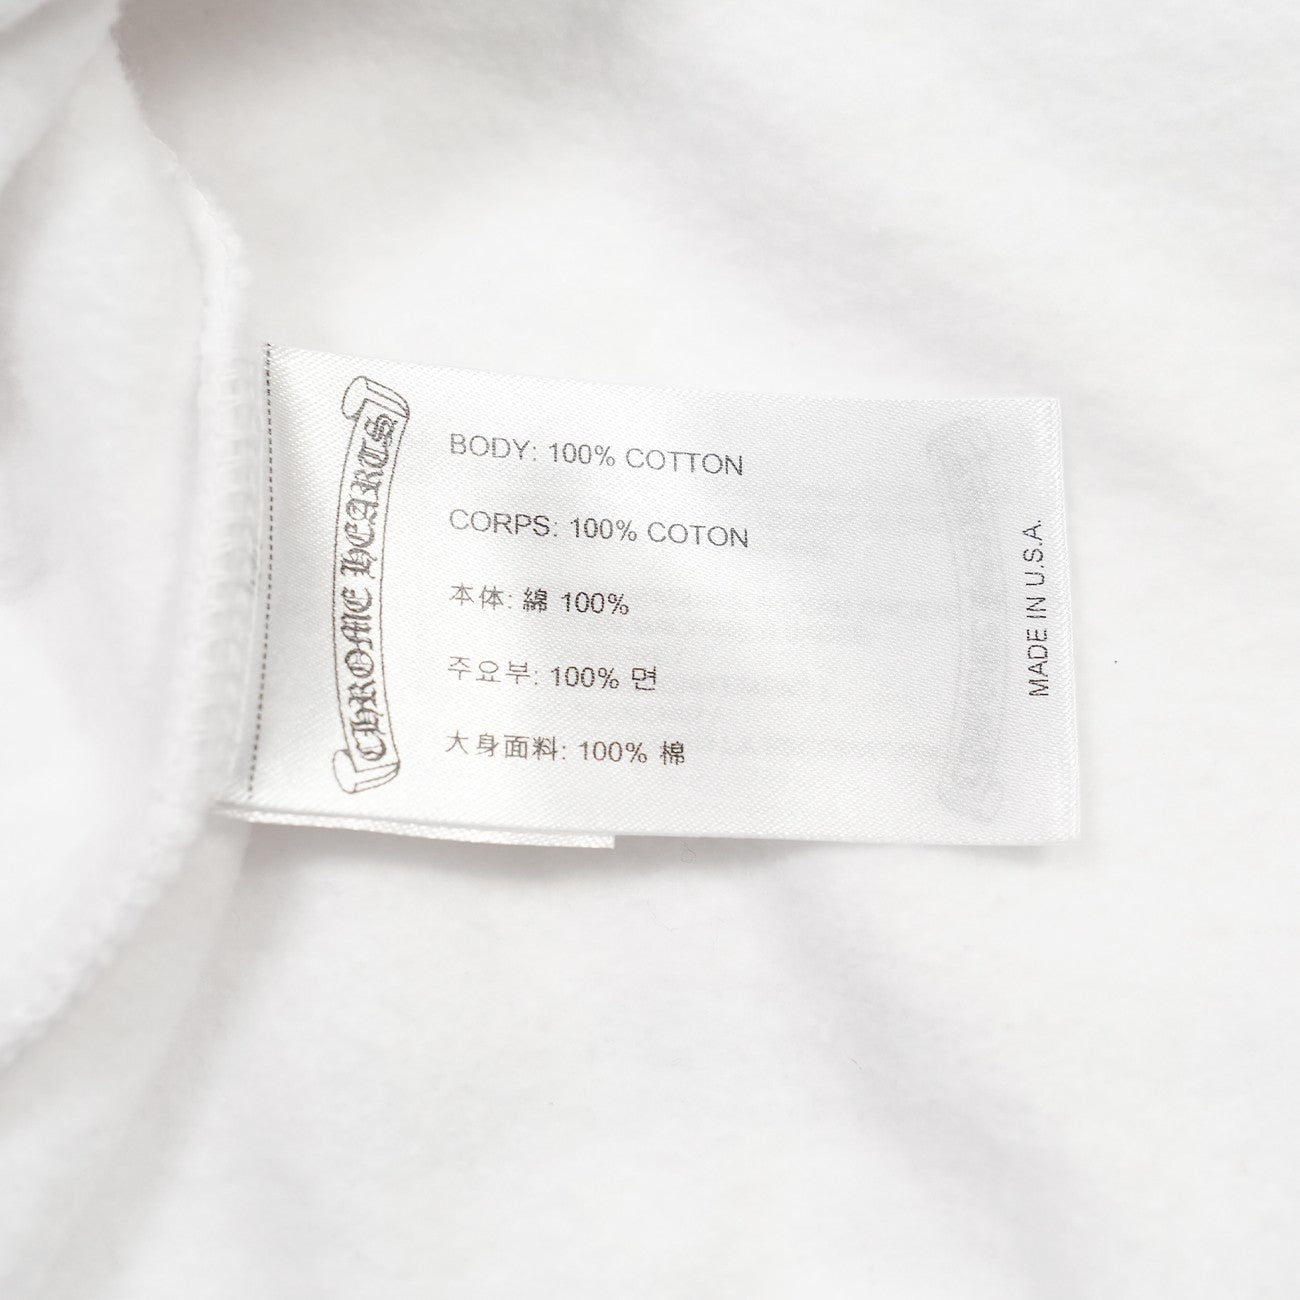 CHROME HEARTS
BODY: 100% COTTON
CORPS: 100% COTON
本体: 綿 100%
주요부: 100% 면
大身面料: 100% 棉
MADE IN U.S.A.